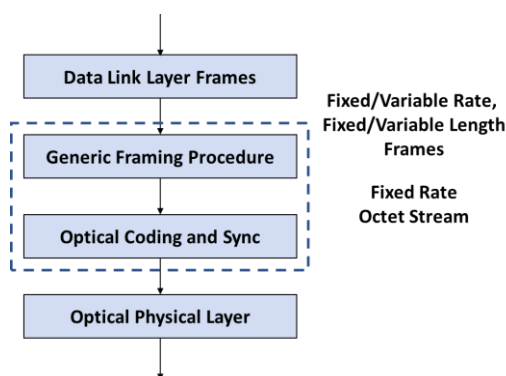 Data Link Layer Frames
Fixed/Variable Rate,
Fixed/Variable Length
Frames
Generic Framing Procedure
Fixed Rate
Octet Stream
Optical Coding and Sync
Optical Physical Layer